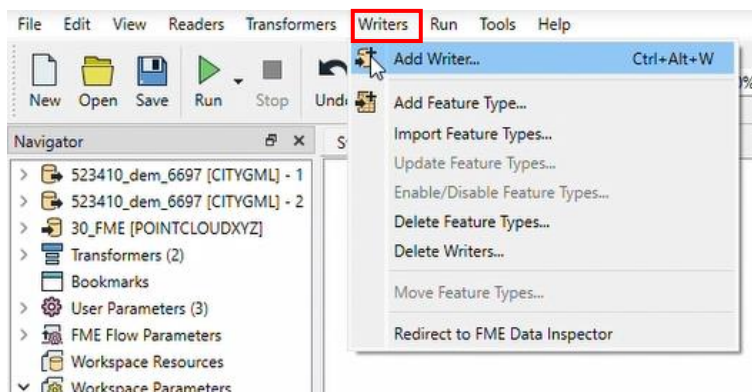 File Edit View Readers Transformers Writers Run Tools Help
New Open Save Run Stop
Add Writer... Ctrl+Alt+W
Add Feature Type...
Import Feature Types...
Update Feature Types...
Enable/Disable Feature Types...
Delete Feature Types...
Delete Writers...
Move Feature Types...
Redirect to FME Data Inspector
Navigator
523410_dem_6697 [CITYGML] - 1
523410_dem_6697 [CITYGML] - 2
30_FME [POINTCLOUDXYZ]
Transformers (2)
Bookmarks
User Parameters (3)
FME Flow Parameters
Workspace Resources
Workspace Parameters